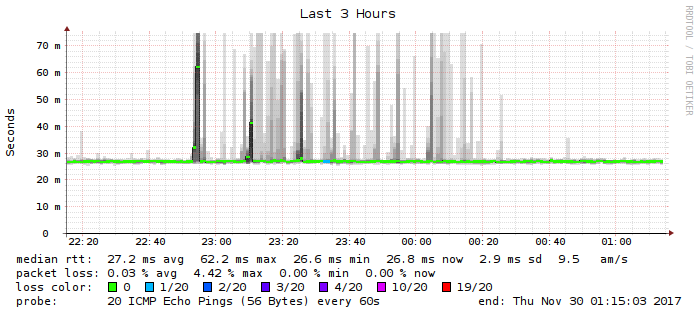 Last 3 Hours
RRDTOOL / TOBI OETIKER
Seconds
70 m
60 m
50 m
40 m
30 m
20 m
10 m
0
22:20 22:40 23:00 23:20 23:40 00:00 00:20 00:40 01:00
median rtt: 27.2 ms avg 62.2 ms max 26.6 ms min 26.8 ms now 2.9 ms sd 9.5 am/s
packet loss: 0.03 % avg 4.42 % max 0.00 % min 0.00 % now
loss color: 0 1/20 2/20 3/20 4/20 10/20 19/20
probe: 20 ICMP Echo Pings (56 Bytes) every 60s end: Thu Nov 30 01:15:03 2017